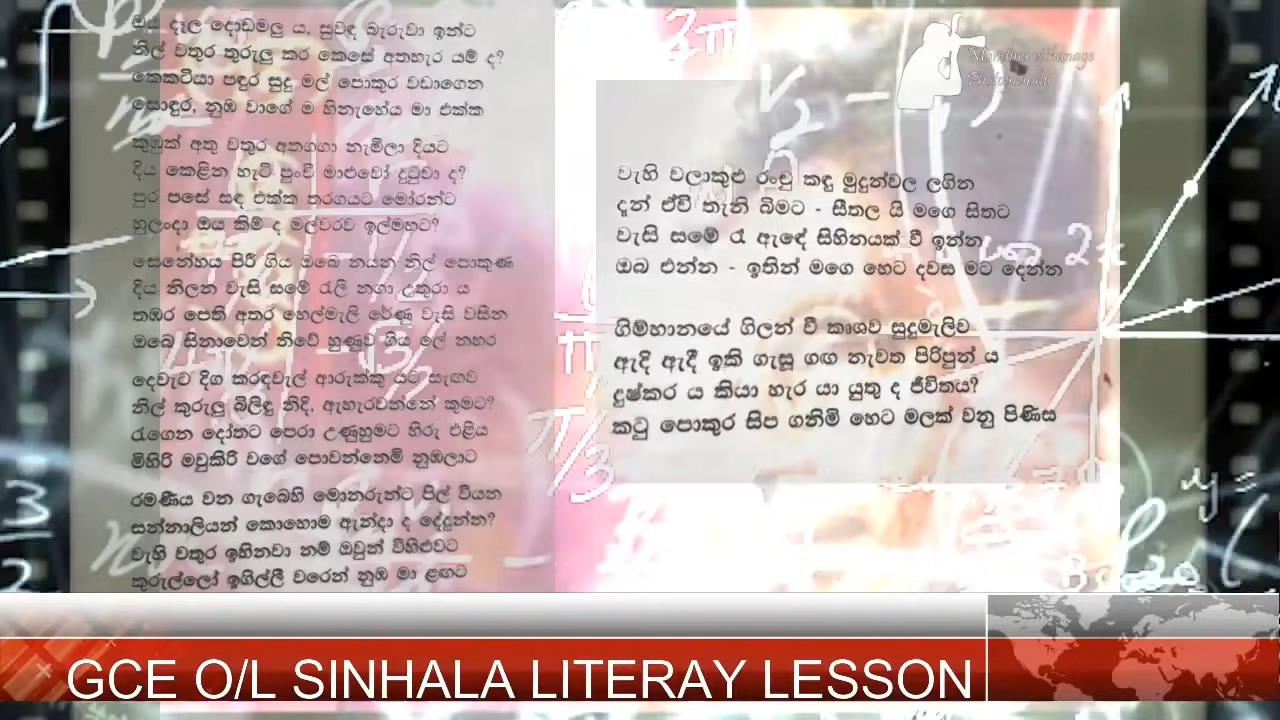 ඔය දෑල දොඩමලු ය, සුවඳ බැරුවා ඉන්ට
නිල් වතුර තුරුලු කර කෙසේ අතහැර යම් ද?
කෙකටියා පඳුර සුදු මල් පොකුර වඩාගෙන
සොඳුර, නුඹ වාගේ ම හිනැහේය මා එක්ක
කුඹුක් අතු වතුර අතගගා නැමිලා දියට
දිය කෙළින හැටි පුංචි මාළුවෝ දුටුවා ද?
පුර පසේ සඳ එක්ක තරගයට මෝරන්ට
හුලංදා ඔය කිම් ද මල්වරව ඉල්මහට?
සෙනේහය පිරී ගිය ඔබෙ නයන නිල් පොකුණ
දිය නිලන වැසි සමේ රැලි නගා උතුරා ය
තඹර පෙති අතර හෙල්මැලි රේණු වැසි වසින
ඔබෙ සිනාවෙන් නිවේ හුණුව ගිය ලේ නහර
දෙවැට දිග කරඳවැල් ආරුක්කු යට සැඟව
නිල් කුරුලු බිලිඳු නිදි, ඇහැරවන්නේ කුමට?
රැගෙන දෝතට පෙරා උණුහුමට හිරු එළිය
මිහිරි මවුකිරි වගේ පොවන්නෙමි නුඹලාට
රමණීය වන ගැබෙහි මොනරුන්ට පිල් වියන
සන්නාලියන් කොහොම ඇන්දා ද දේදුන්න?
වැහි වතුර ඉහිනවා නම් ඔවුන් විහිළුවට
කුරුල්ලෝ ඉගිල්ලී වරෙන් නුඹ මා ළඟට
වැහි වලාකුළු රංචු කඳු මුදුන්වල ලගින
දුන් ඒවි තැනි බිමට - සීතල යි මගෙ සිතට
වැසි සමේ රෑ ඇඳේ සිහිනයක් වී ඉන්න
ඔබ එන්න - ඉතින් මගෙ හෙට දවස මට දෙන්න
ගිම්හානයේ ගිලන් වී කෘශව සුදුමැලිව
ඇදි ඇදී ඉකි ගැසූ ගඟ නැවත පිරිපුන් ය
දුෂ්කර ය කියා හැර යා යුතු ද ජීවිතය?
කටු පොකුර සිප ගනිමි හෙට මලක් වනු පිණිස
GCE O/L SINHALA LITERAY LESSON